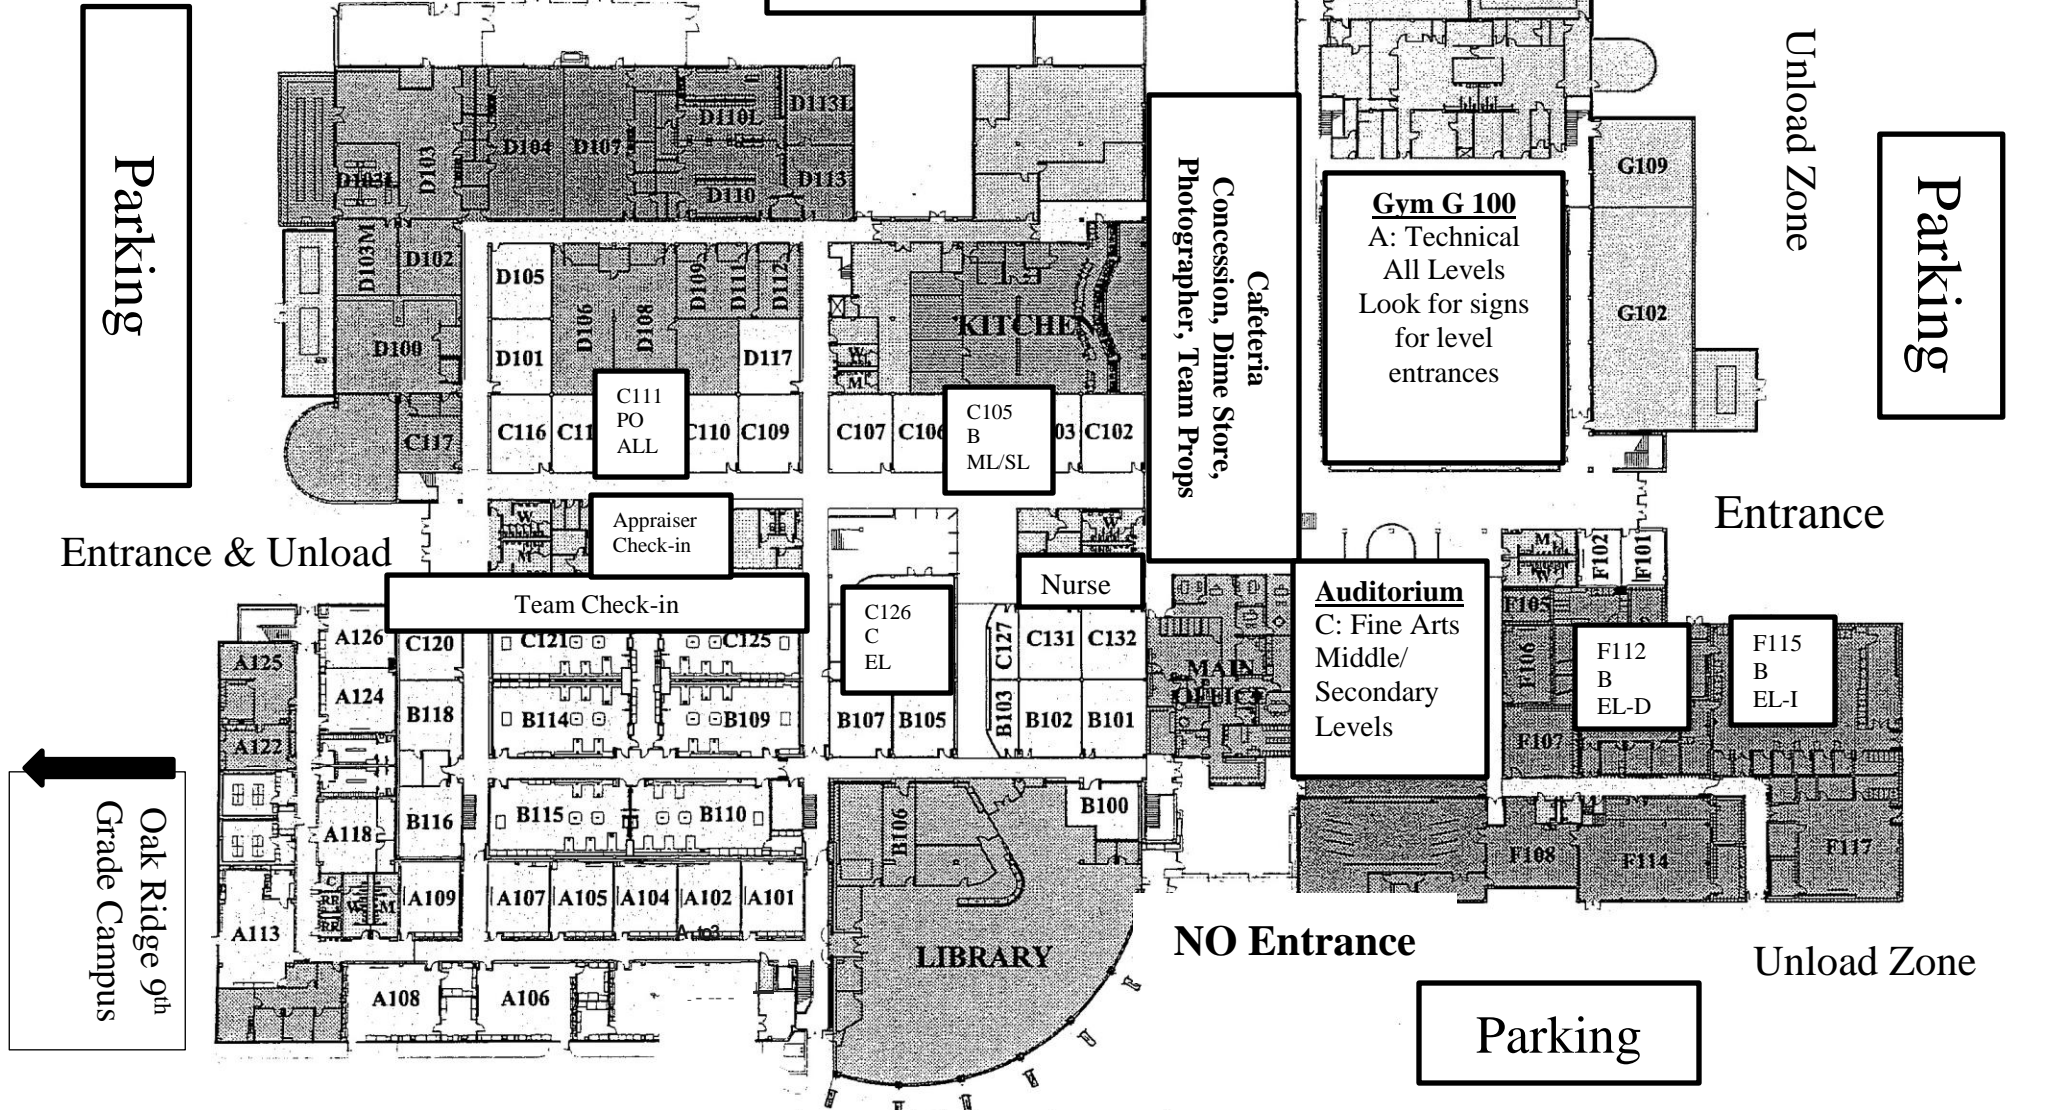 Parking
Unload Zone
Parking
D113L
D110L
D104
D107
D103
D103L
D110
D113
G109
Cafeteria
Concession, Dime Store,
Photographer, Team Props
Gym G 100
A: Technical
All Levels
Look for signs
for level
entrances
D103M
D102
D105
D106
D108
D109
D111
D112
G102
KITCHEN
D100
D101
D117
W
M
C111
PO
ALL
C105
B
ML/SL
C117
C116
C11
C110
C109
C107
C106
03
C102
Entrance
Entrance & Unload
W
M
Appraiser
Check-in
W
M
W
F102
F101
Team Check-in
Nurse
Auditorium
C: Fine Arts
Middle/
Secondary
Levels
C126
C
EL
F105
F106
F112
B
EL-D
F115
B
EL-I
A126
C120
C121
C125
C127
C131
C132
A125
A124
MAIN
OFFICE
B118
B114
B109
B107
B105
B103
B102
B101
A122
F107
Oak Ridge 9th
Grade Campus
A118
B116
B115
B110
B106
B100
F108
F114
F117
C
RR
RR
W
M
A109
A107
A105
A104
A102
A101
A113
LIBRARY
NO Entrance
Unload Zone
A108
A106
Parking